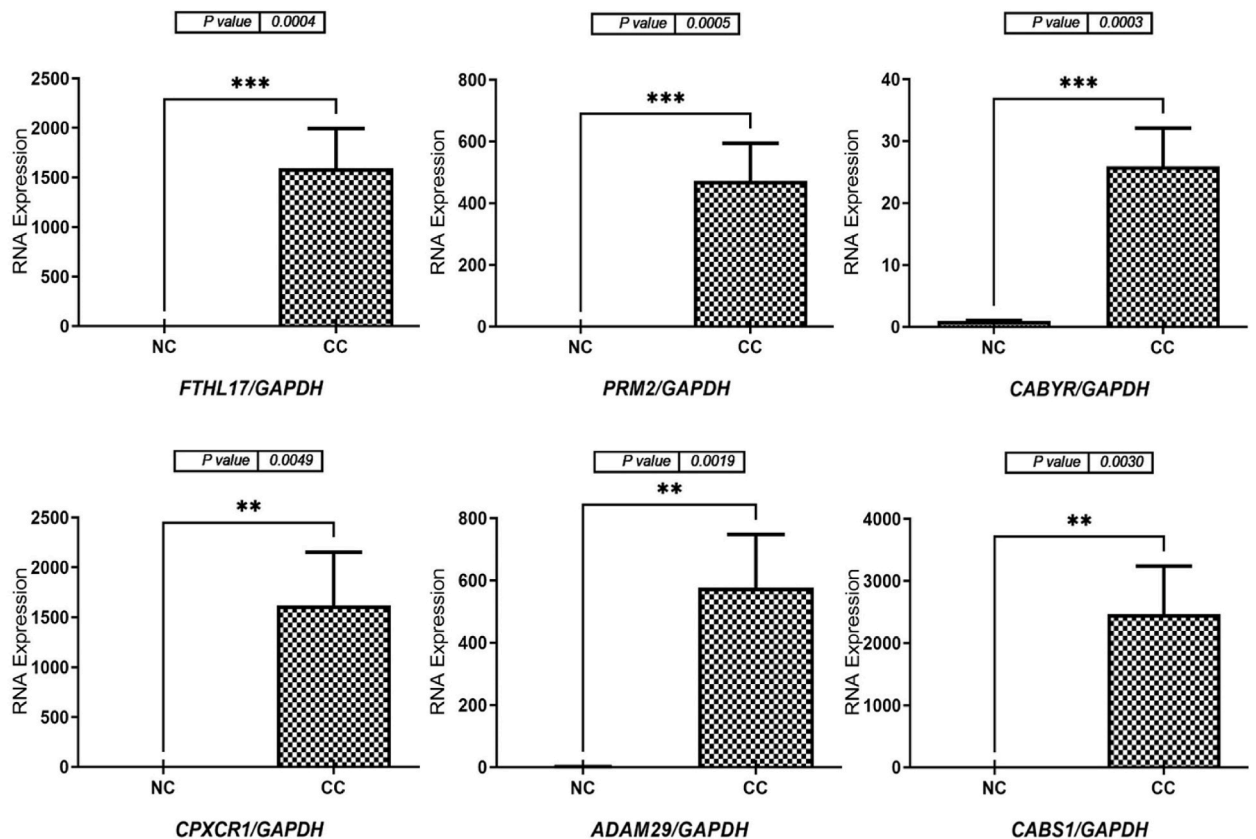 P value 0.0004
***
2500
2000
1500
1000
500
0
RNA Expression
NC CC
FTHL17/GAPDH
P value 0.0005
***
800
600
400
200
0
RNA Expression
NC CC
PRM2/GAPDH
P value 0.0003
***
40
30
20
10
0
RNA Expression
NC CC
CABYR/GAPDH
P value 0.0049
**
2500
2000
1500
1000
500
0
RNA Expression
NC CC
CPXCR1/GAPDH
P value 0.0019
**
800
600
400
200
0
RNA Expression
NC CC
ADAM29/GAPDH
P value 0.0030
**
4000
3000
2000
1000
0
RNA Expression
NC CC
CABS1/GAPDH